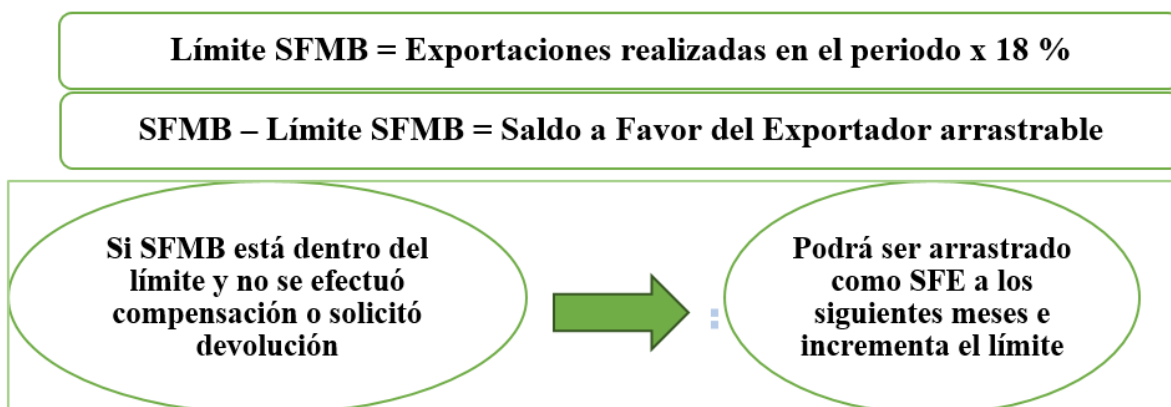 Límite SFMB = Exportaciones realizadas en el periodo x 18 %
SFMB – Límite SFMB = Saldo a Favor del Exportador arrastrable
Si SFMB está dentro del
límite y no se efectuó
compensación o solicitó
devolución
:
Podrá ser arrastrado
como SFE a los
siguientes meses e
incrementa el límite